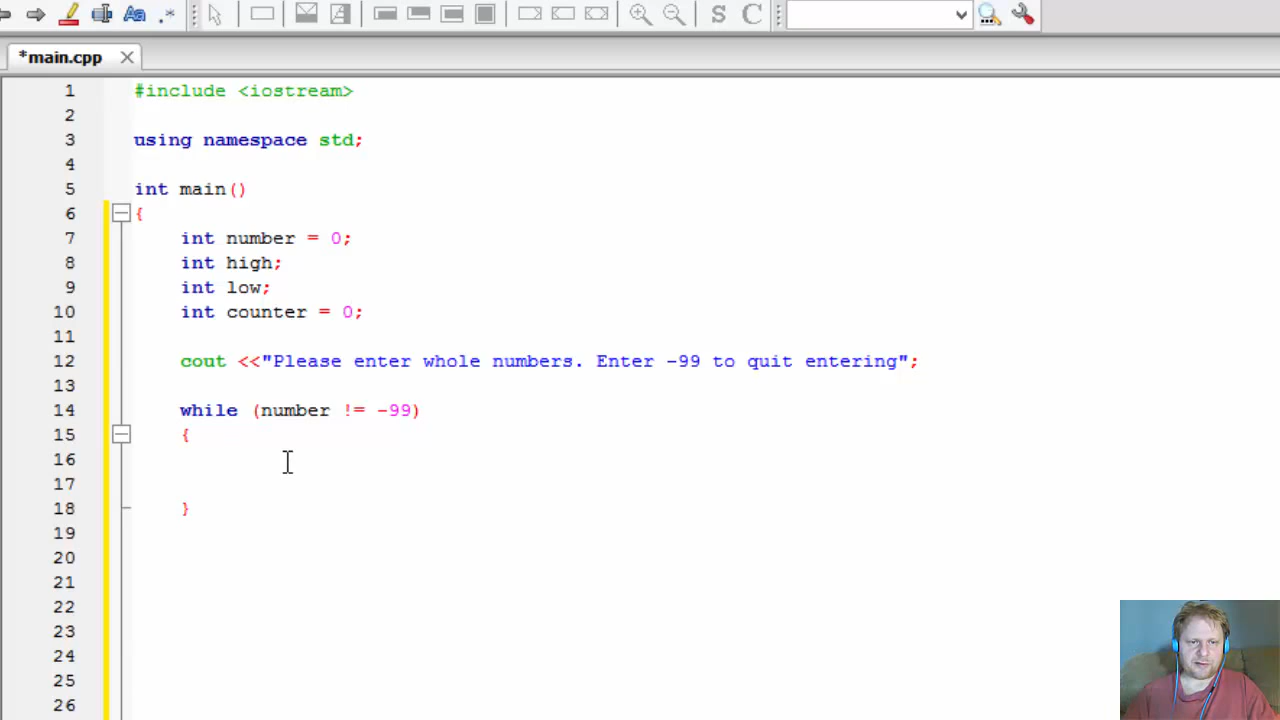 Aa .*
S C
*main.cpp
1 #include <iostream>
2
3 using namespace std;
4
5 int main()
6 {
7 int number = 0;
8 int high;
9 int low;
10 int counter = 0;
11
12 cout <<"Please enter whole numbers. Enter -99 to quit entering";
13
14 while (number != -99)
15 {
16
17
18 }
19
20
21
22
23
24
25
26